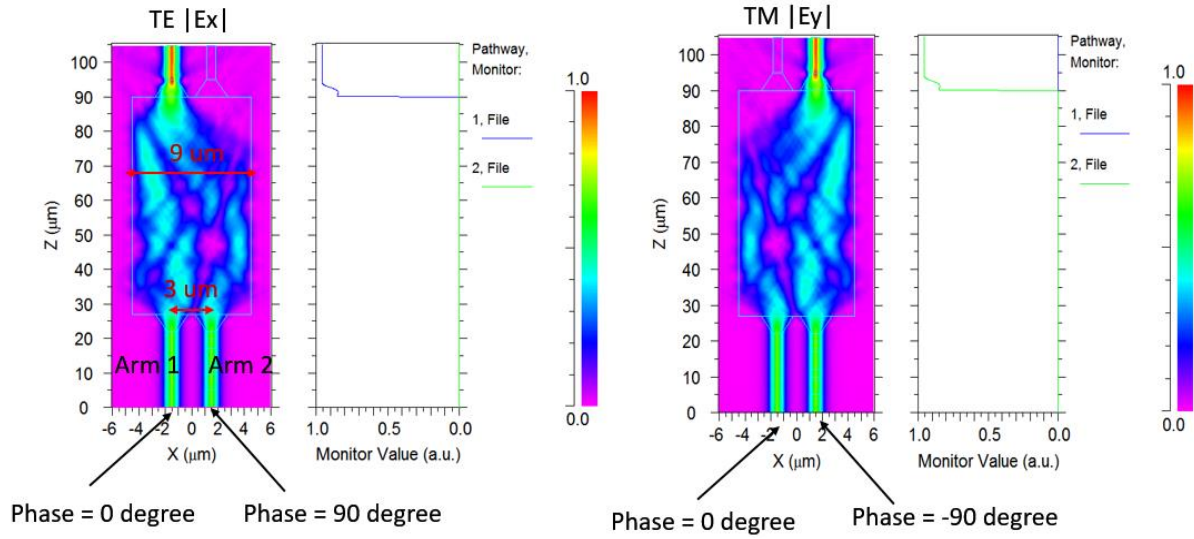 TE |Ex|
TM |Ey|
100
90
80
70
60
50
40
30
20
10
0
Z (μm)
9 um
3 um
Arm 1
Arm 2
-6 -4 -2 0 2 4 6
X (μm)
1.0 0.5 0.0
Monitor Value (a.u.)
Pathway,
Monitor:
1, File
2, File
1.0
0.0
Phase = 0 degree
Phase = 90 degree
100
90
80
70
60
50
40
30
20
10
0
Z (μm)
-6 -4 -2 0 2 4 6
X (μm)
1.0 0.5 0.0
Monitor Value (a.u.)
Pathway,
Monitor:
1, File
2, File
1.0
0.0
Phase = 0 degree
Phase = -90 degree